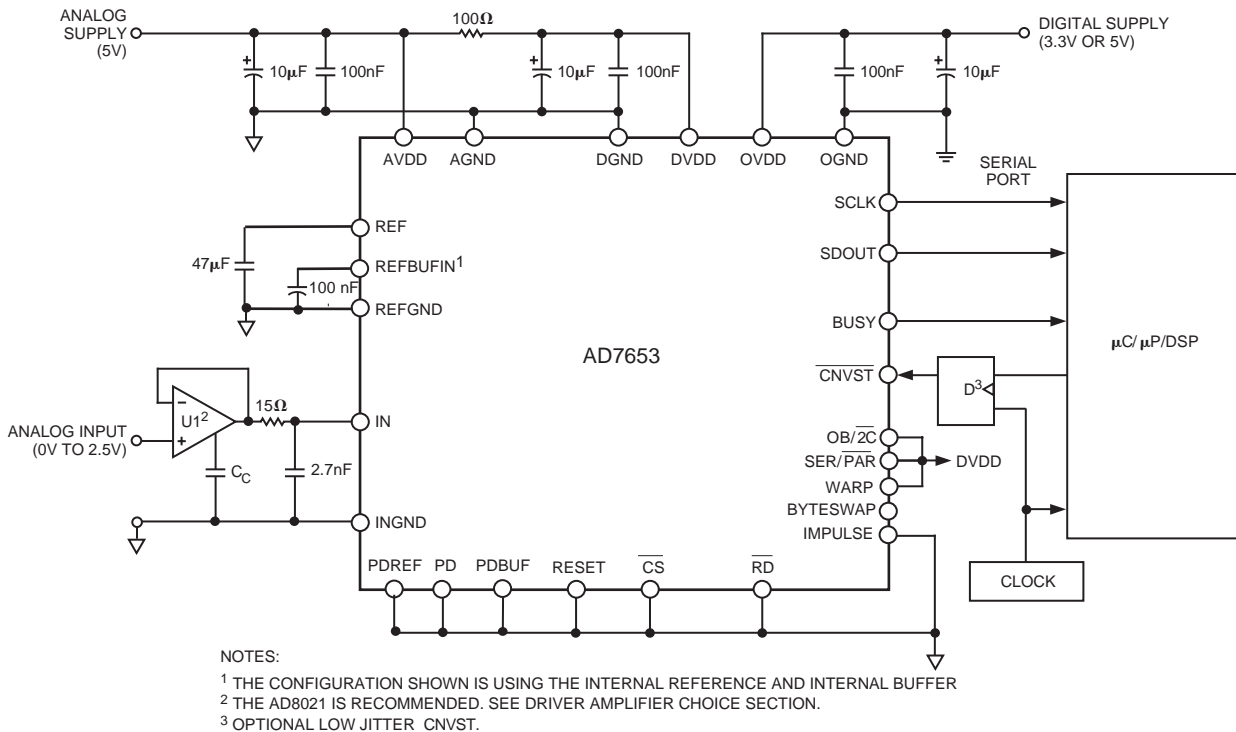 ANALOG
SUPPLY
(5V)
100Ω
DIGITAL SUPPLY
(3.3V OR 5V)
+
10μF
100nF
+
10μF
100nF
100nF
+
10μF
AVDD
AGND
DGND
DVDD
OVDD
OGND
SERIAL
PORT
REF
SCLK
47μF
REFBUFIN1
SDOUT
100 nF
REFGND
BUSY
AD7653
μC/μP/DSP
CNVST
D3
−
U12
+
15Ω
IN
ANALOG INPUT
(0V TO 2.5V)
CC
2.7nF
OB/2C
SER/PAR
DVDD
WARP
BYTESWAP
INGND
IMPULSE
PDREF
PD
PDBUF
RESET
CS
RD
CLOCK
NOTES:
1 THE CONFIGURATION SHOWN IS USING THE INTERNAL REFERENCE AND INTERNAL BUFFER
2 THE AD8021 IS RECOMMENDED. SEE DRIVER AMPLIFIER CHOICE SECTION.
3 OPTIONAL LOW JITTER CNVST.